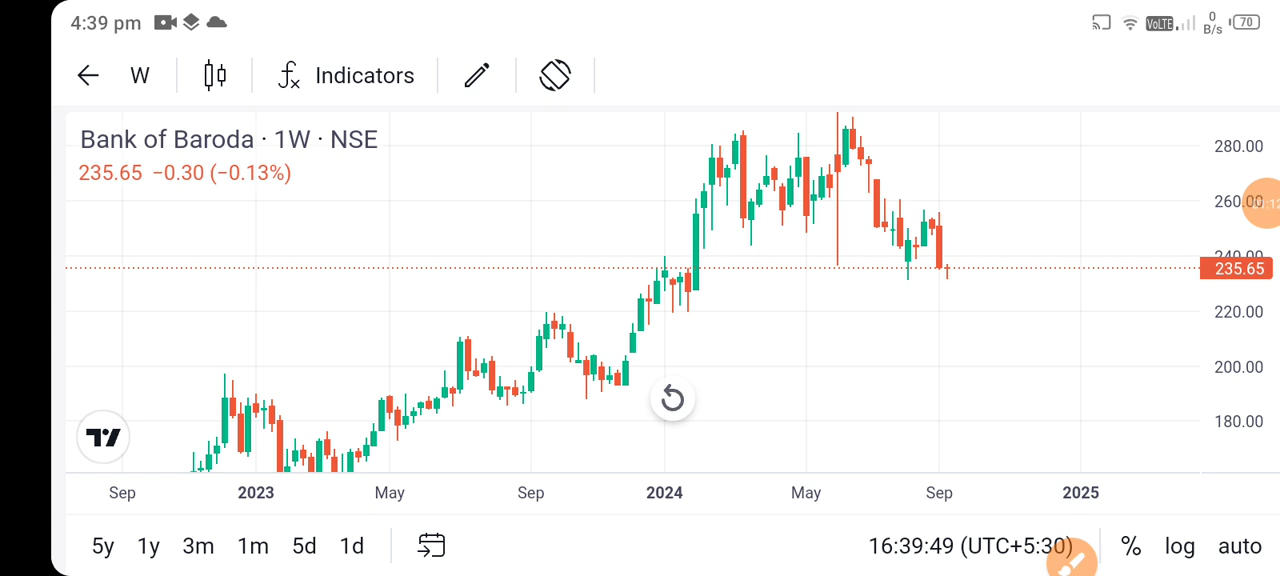 4:39 pm VoLTE 0 B/s 70
W Indicators
Bank of Baroda · 1W · NSE
235.65 −0.30 (−0.13%)
280.00
260.00
240.00
235.65
220.00
200.00
180.00
Sep 2023 May Sep 2024 May Sep 2025
5y 1y 3m 1m 5d 1d 16:39:49 (UTC+5:30) % log auto